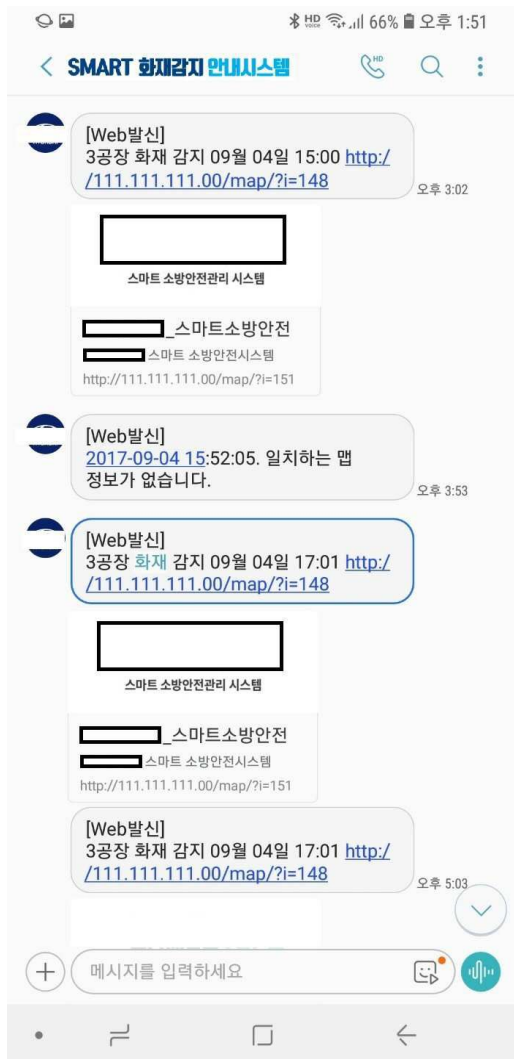 HD VOICE 66% 오후 1:51
SMART 화재감지 안내시스템 HD
[Web발신]
3공장 화재 감지 09월 04일 15:00 http:/
/111.111.111.00/map/?i=148
오후 3:02
스마트 소방안전관리 시스템
_스마트소방안전
스마트 소방안전시스템
http://111.111.111.00/map/?i=151
[Web발신]
2017-09-04 15:52:05. 일치하는 맵
정보가 없습니다.
오후 3:53
[Web발신]
3공장 화재 감지 09월 04일 17:01 http:/
/111.111.111.00/map/?i=148
스마트 소방안전관리 시스템
_스마트소방안전
스마트 소방안전시스템
http://111.111.111.00/map/?i=151
[Web발신]
3공장 화재 감지 09월 04일 17:01 http:/
/111.111.111.00/map/?i=148
오후 5:03
메시지를 입력하세요